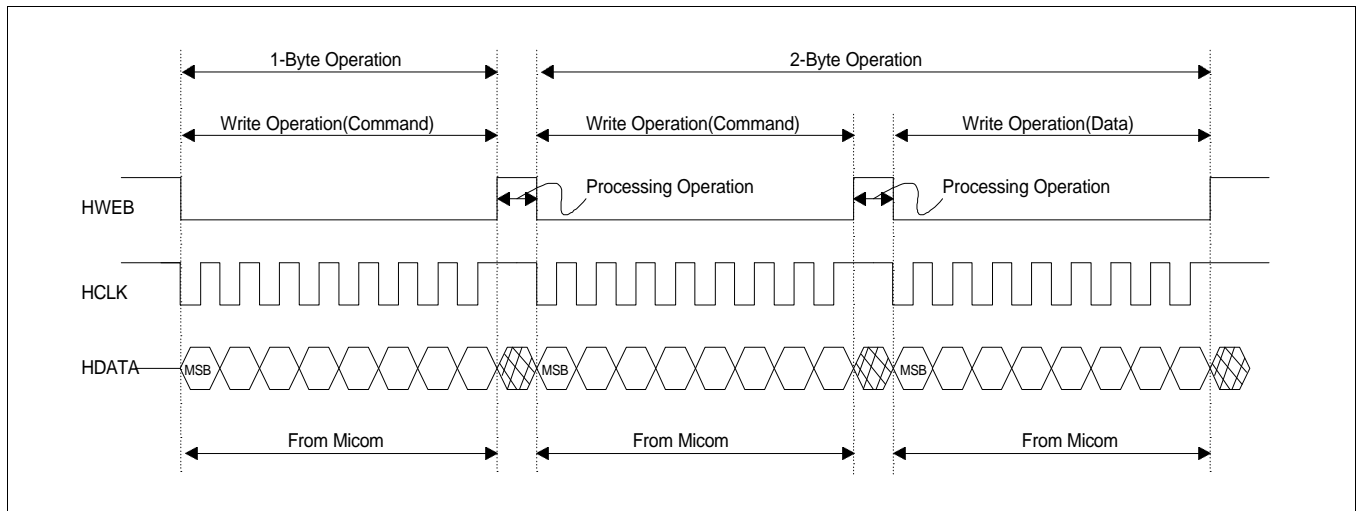 1-Byte Operation
2-Byte Operation
Write Operation(Command)
Write Operation(Command)
Write Operation(Data)
Processing Operation
Processing Operation
HWEB
HCLK
HDATA
MSB
MSB
MSB
From Micom
From Micom
From Micom